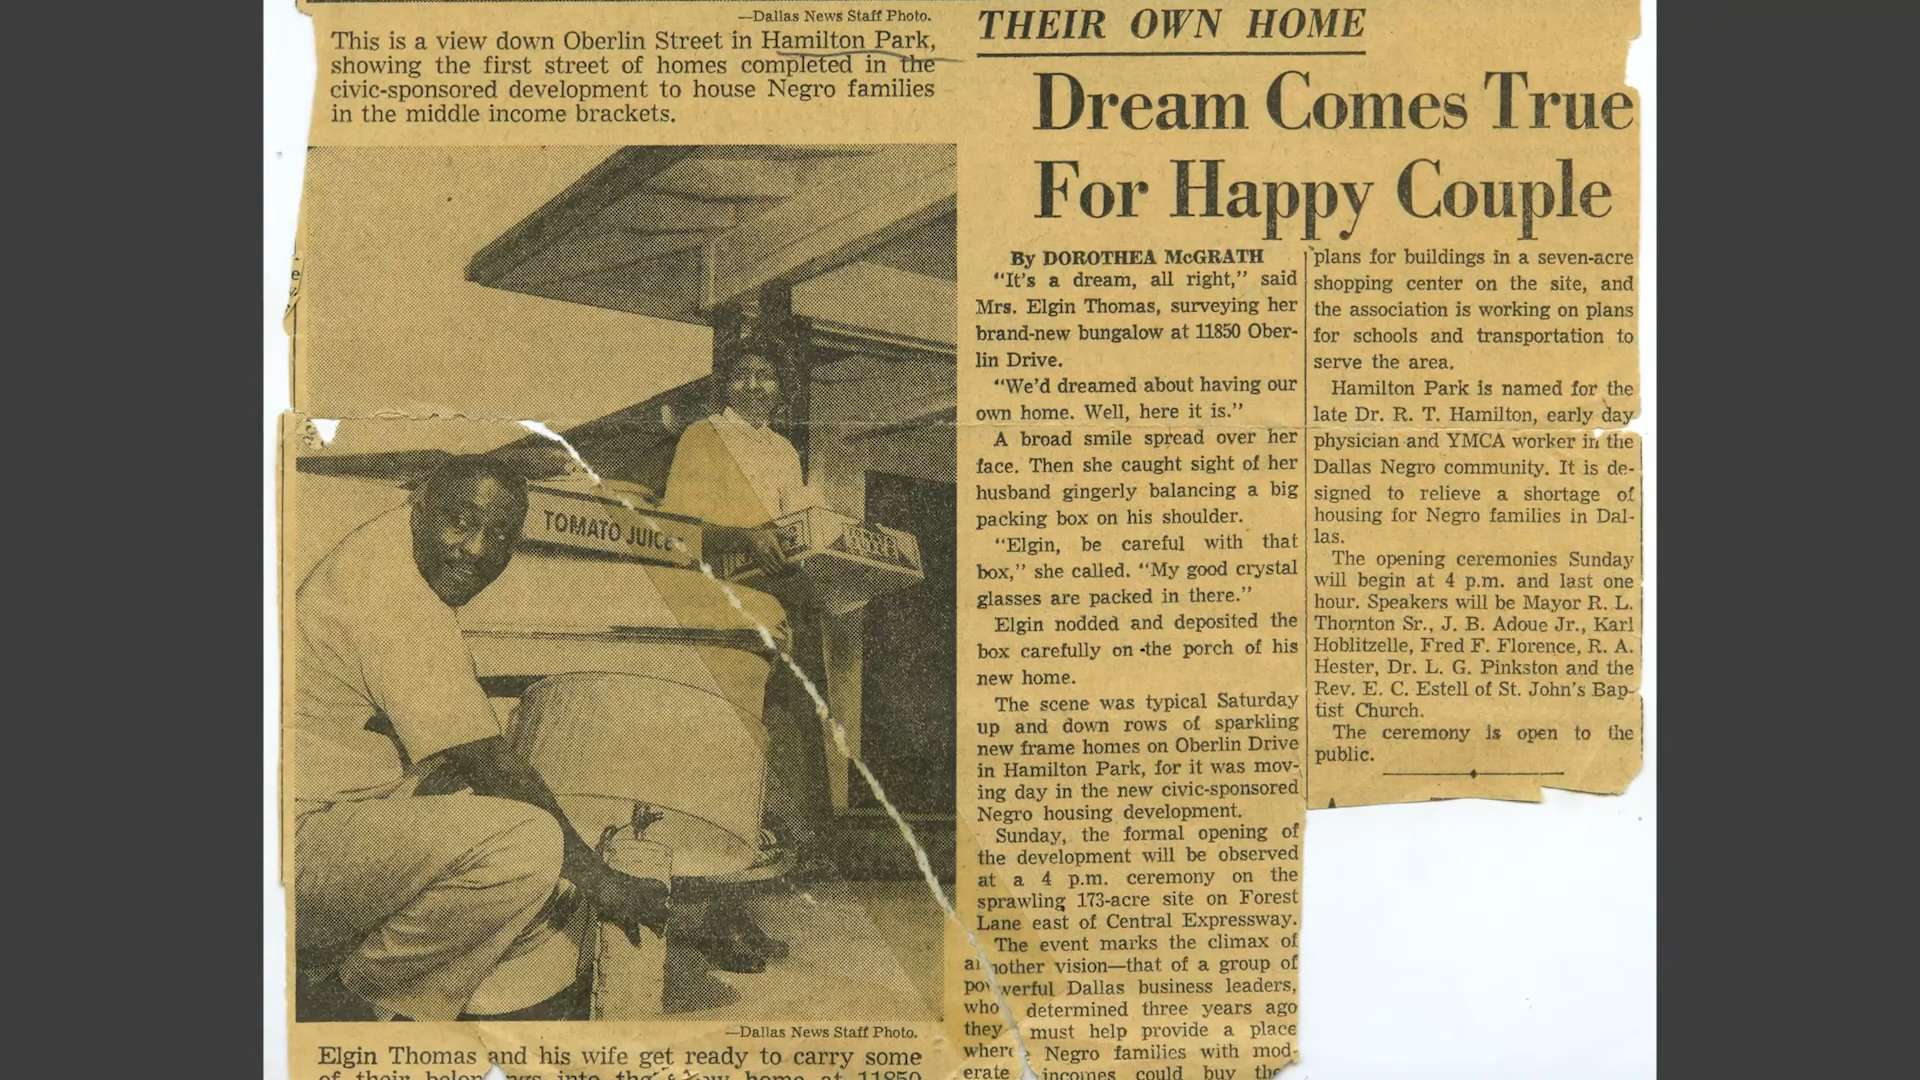 —Dallas News Staff Photo.
This is a view down Oberlin Street in Hamilton Park,
showing the first street of homes completed in the
civic-sponsored development to house Negro families
in the middle income brackets.
TOMATO JUICE
—Dallas News Staff Photo.
Elgin Thomas and his wife get ready to carry some
of their home at 11850
THEIR OWN HOME
Dream Comes True
For Happy Couple
By DOROTHEA McGRATH
"It's a dream, all right," said
Mrs. Elgin Thomas, surveying her
brand-new bungalow at 11850 Ober-
lin Drive.
"We'd dreamed about having our
own home. Well, here it is."
A broad smile spread over her
face. Then she caught sight of her
husband gingerly balancing a big
packing box on his shoulder.
"Elgin, be careful with that
box," she called. "My good crystal
glasses are packed in there."
Elgin nodded and deposited the
box carefully on the porch of his
new home.
The scene was typical Saturday
up and down rows of sparkling
new frame homes on Oberlin Drive
in Hamilton Park, for it was mov-
ing day in the new civic-sponsored
Negro housing development.
Sunday, the formal opening of
the development will be observed
at a 4 p.m. ceremony on the
sprawling 173-acre site on Forest
Lane east of Central Expressway.
The event marks the climax of
another vision—that of a group of
powerful Dallas business leaders,
who determined three years ago
they must help provide a place
where Negro families with mod-
erate incomes could buy
plans for buildings in a seven-acre
shopping center on the site, and
the association is working on plans
for schools and transportation to
serve the area.
Hamilton Park is named for the
late Dr. R. T. Hamilton, early day
physician and YMCA worker in the
Dallas Negro community. It is de-
signed to relieve a shortage of
housing for Negro families in Dal-
las.
The opening ceremonies Sunday
will begin at 4 p.m. and last one
hour. Speakers will be Mayor R. L.
Thornton Sr., J. B. Adoue Jr., Karl
Hoblitzelle, Fred F. Florence, R. A.
Hester, Dr. L. G. Pinkston and the
Rev. E. C. Estell of St. John's Bap-
tist Church.
The ceremony is open to the
public.